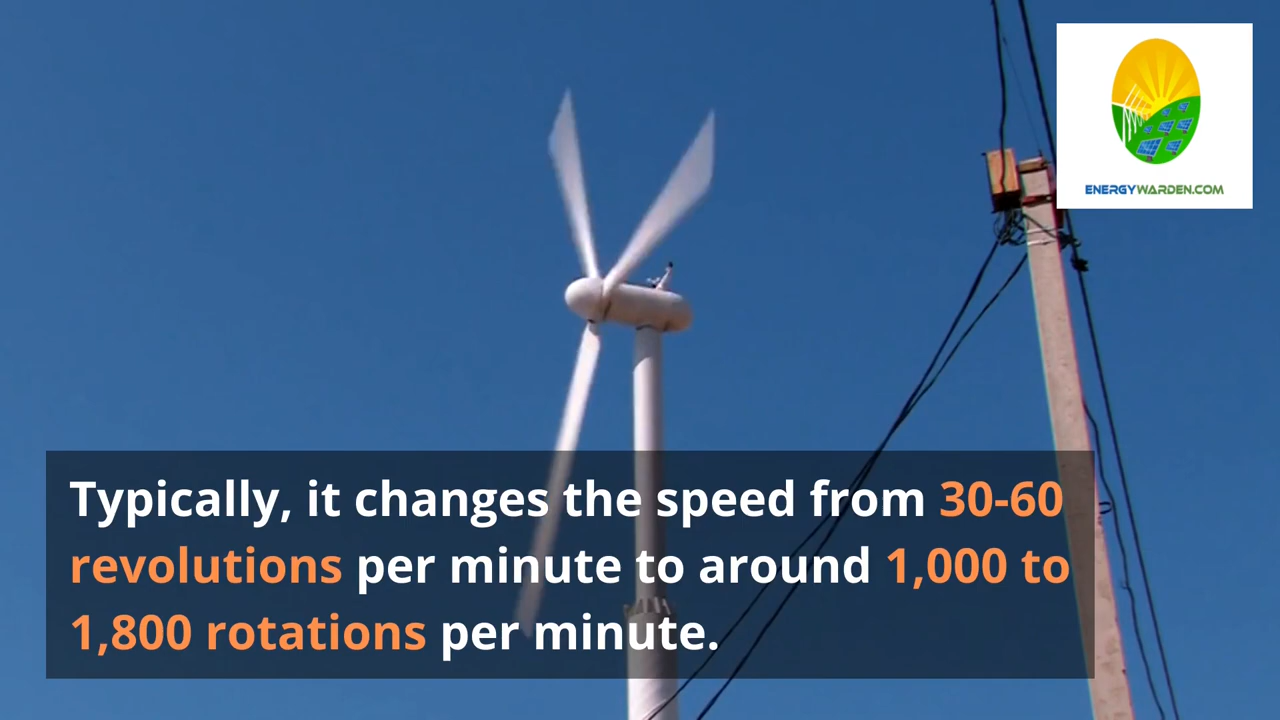 ENERGYWARDEN.COM
Typically, it changes the speed from 30-60
revolutions per minute to around 1,000 to
1,800 rotations per minute.